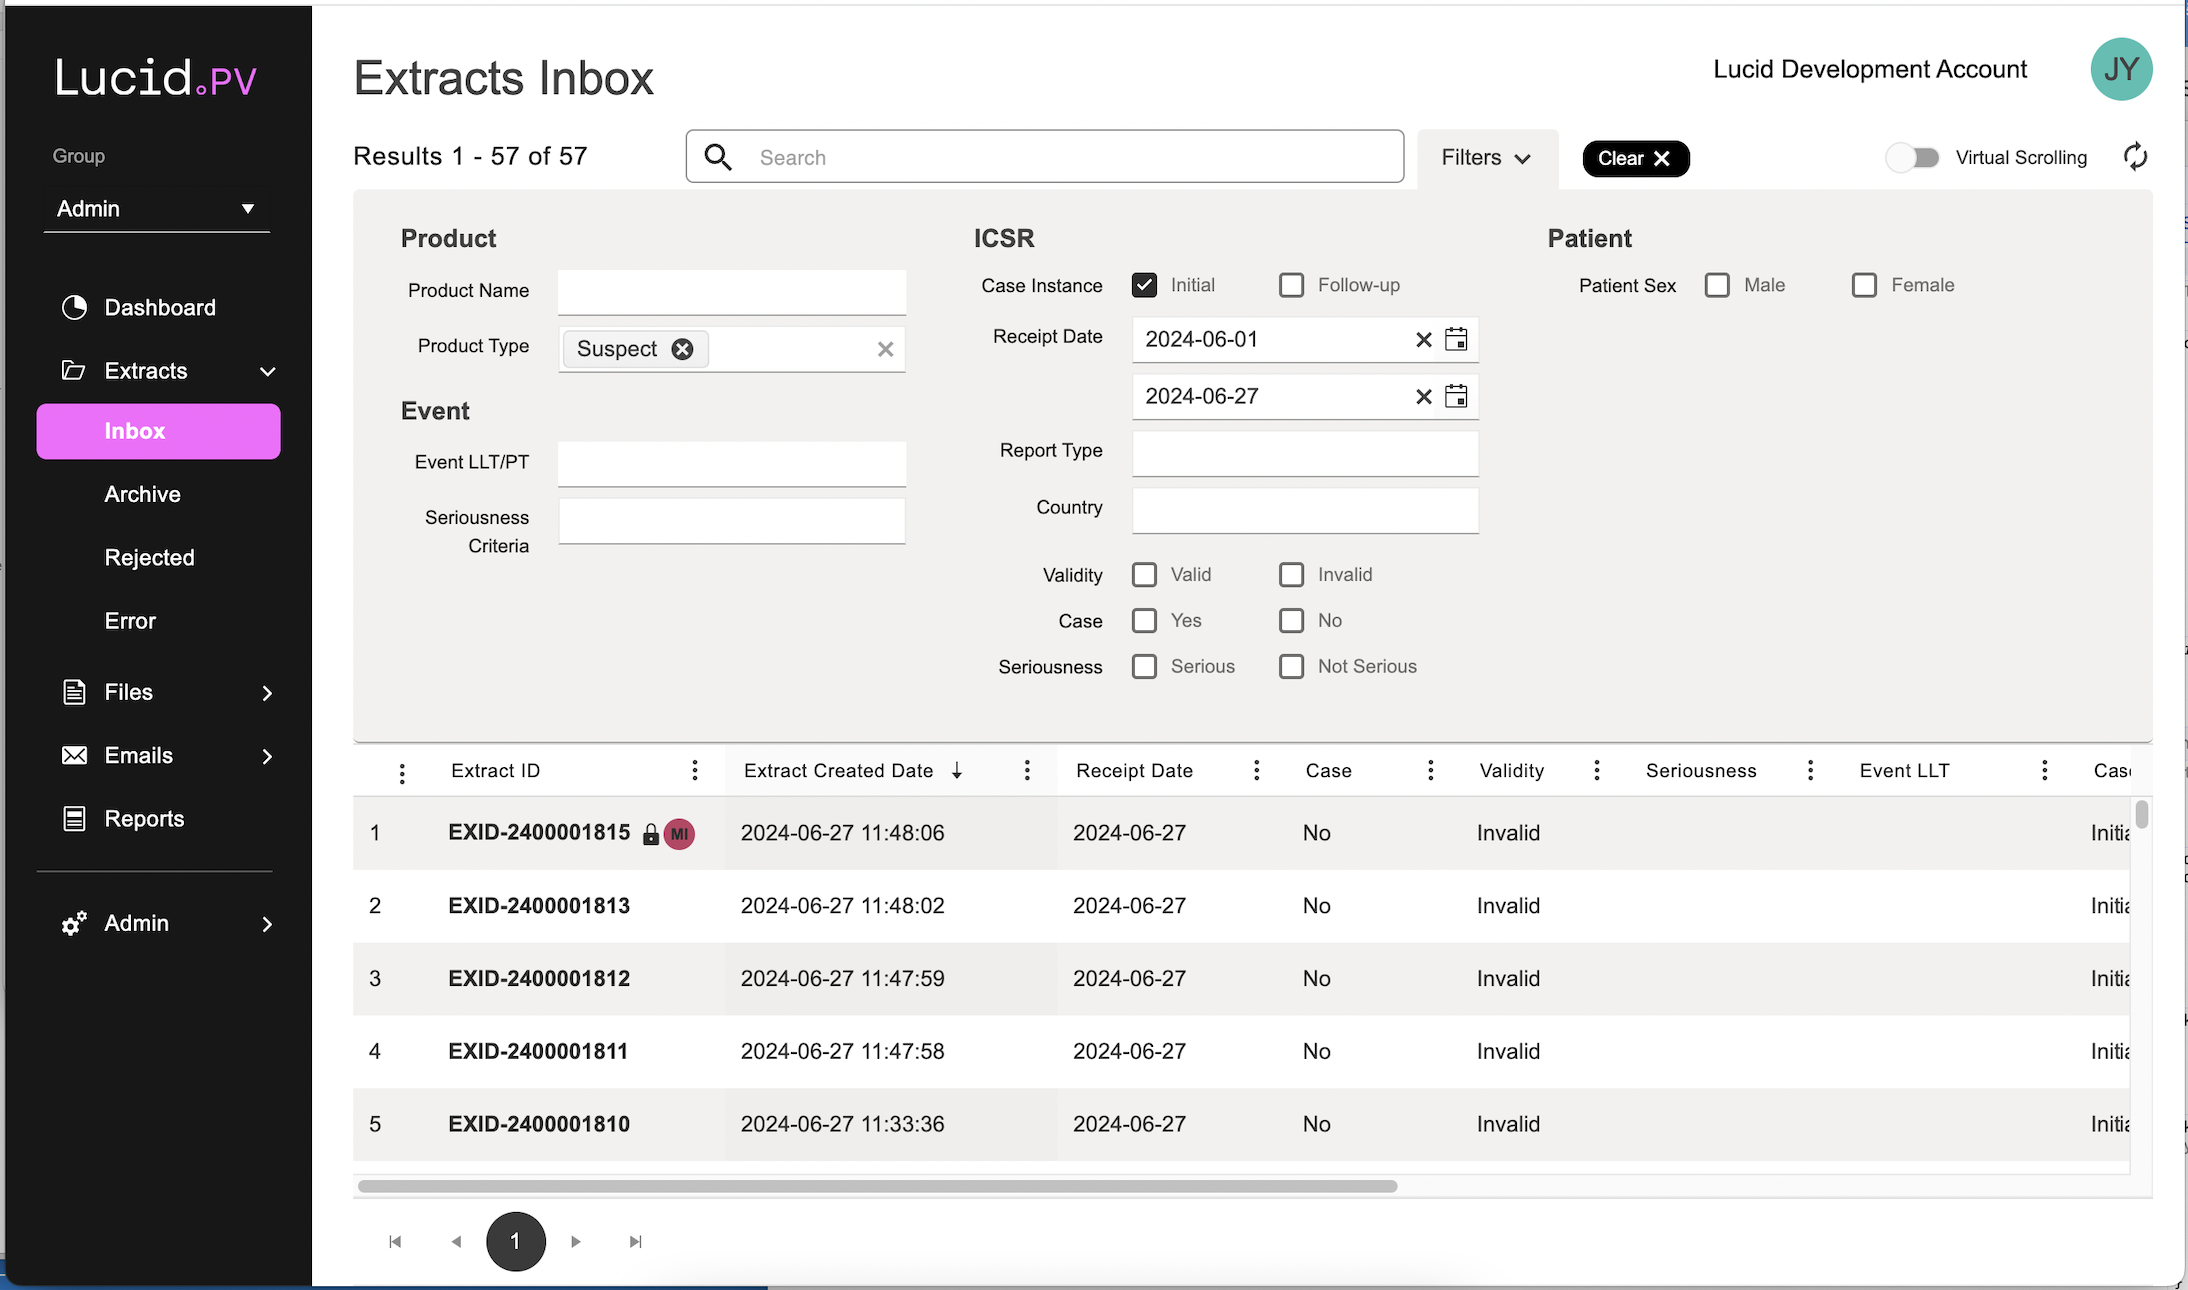 Lucid.PV
Group
Admin
Dashboard
Extracts
Inbox
Archive
Rejected
Error
Files
Emails
Reports
Admin
Extracts Inbox
Lucid Development Account
JY
Results 1 - 57 of 57
Search
Filters
Clear
Virtual Scrolling
Product
Product Name
Product Type
Suspect
Event
Event LLT/PT
Seriousness
Criteria
ICSR
Case Instance Initial Follow-up
Receipt Date 2024-06-01
2024-06-27
Report Type
Country
Validity Valid Invalid
Case Yes No
Seriousness Serious Not Serious
Patient
Patient Sex Male Female
Extract ID Extract Created Date Receipt Date Case Validity Seriousness Event LLT Cas
1 EXID-2400001815 MI 2024-06-27 11:48:06 2024-06-27 No Invalid Initia
2 EXID-2400001813 2024-06-27 11:48:02 2024-06-27 No Invalid Initia
3 EXID-2400001812 2024-06-27 11:47:59 2024-06-27 No Invalid Initia
4 EXID-2400001811 2024-06-27 11:47:58 2024-06-27 No Invalid Initia
5 EXID-2400001810 2024-06-27 11:33:36 2024-06-27 No Invalid Initia
1